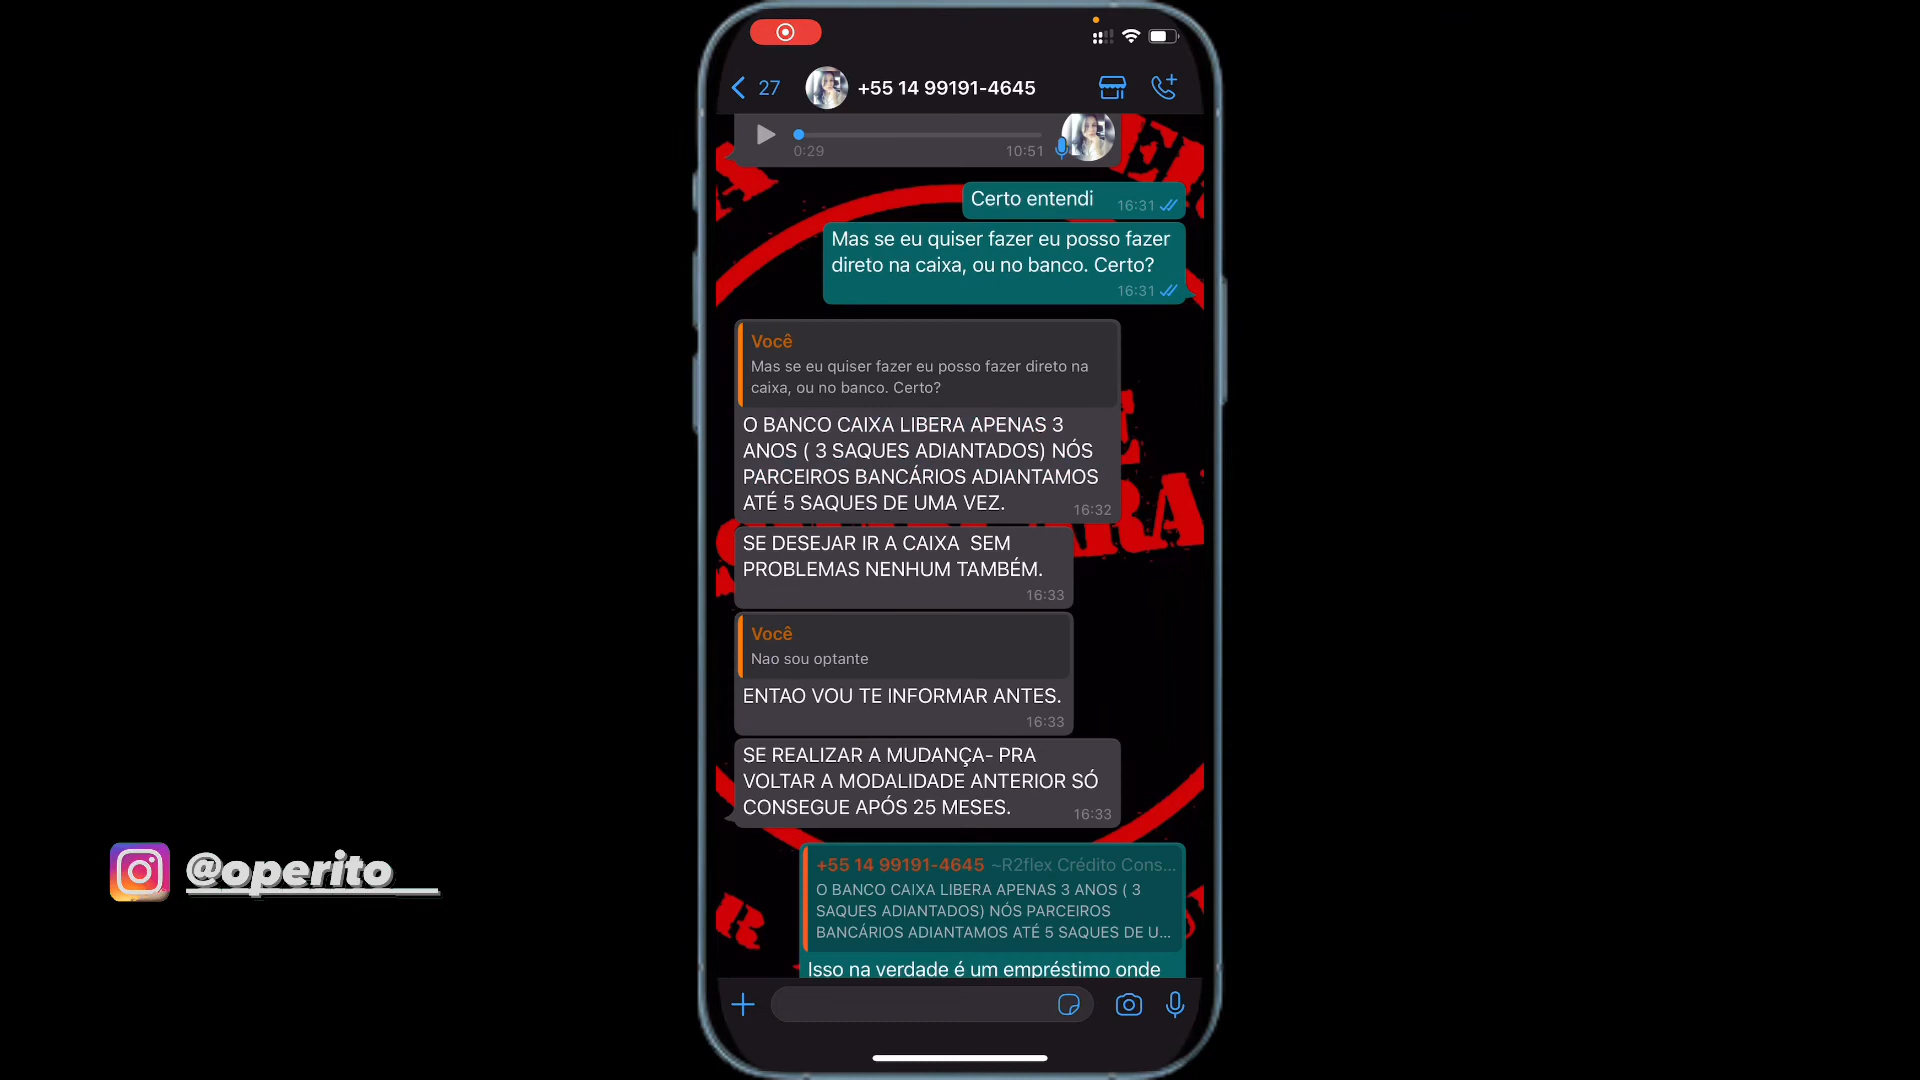 27
+55 14 99191-4645
0:29
10:51
Certo entendi
16:31
Mas se eu quiser fazer eu posso fazer
direto na caixa, ou no banco. Certo?
16:31
Você
Mas se eu quiser fazer eu posso fazer direto na
caixa, ou no banco. Certo?
O BANCO CAIXA LIBERA APENAS 3
ANOS ( 3 SAQUES ADIANTADOS) NÓS
PARCEIROS BANCÁRIOS ADIANTAMOS
ATÉ 5 SAQUES DE UMA VEZ.
16:32
SE DESEJAR IR A CAIXA  SEM
PROBLEMAS NENHUM TAMBÉM.
16:33
Você
Nao sou optante
ENTAO VOU TE INFORMAR ANTES.
16:33
SE REALIZAR A MUDANÇA- PRA
VOLTAR A MODALIDADE ANTERIOR SÓ
CONSEGUE APÓS 25 MESES.
16:33
+55 14 99191-4645 ~R2flex Crédito Cons...
O BANCO CAIXA LIBERA APENAS 3 ANOS ( 3
SAQUES ADIANTADOS) NÓS PARCEIROS
BANCÁRIOS ADIANTAMOS ATÉ 5 SAQUES DE U...
Isso na verdade é um empréstimo onde
@operito__